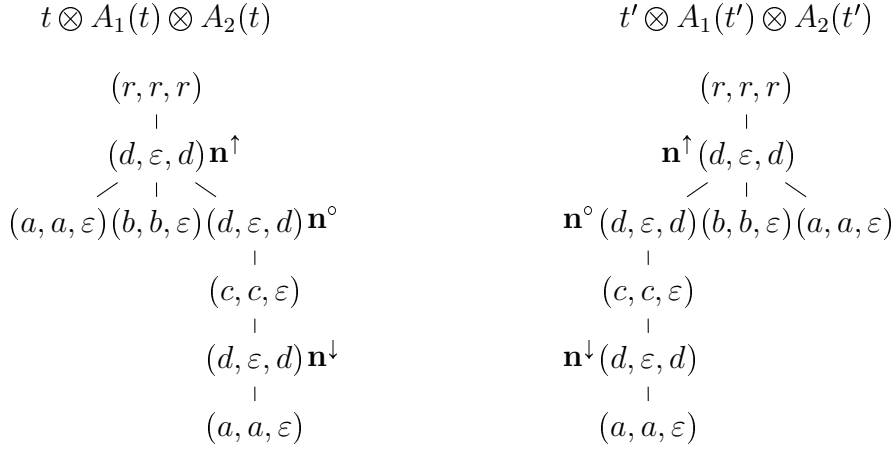 t ⊗ A₁(t) ⊗ A₂(t) t′ ⊗ A₁(t′) ⊗ A₂(t′)
(r, r, r) (r, r, r)
(d, ε, d) n↑ n↑ (d, ε, d)
(a, a, ε) (b, b, ε) (d, ε, d) n° n° (d, ε, d) (b, b, ε) (a, a, ε)
(c, c, ε) (c, c, ε)
(d, ε, d) n↓ n↓ (d, ε, d)
(a, a, ε) (a, a, ε)